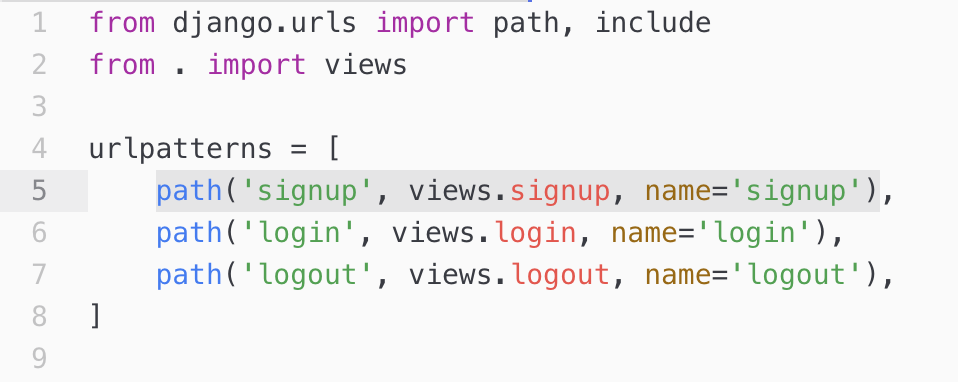 1 from django.urls import path, include
2 from . import views
3
4 urlpatterns = [
5     path('signup', views.signup, name='signup'),
6     path('login', views.login, name='login'),
7     path('logout', views.logout, name='logout'),
8 ]
9